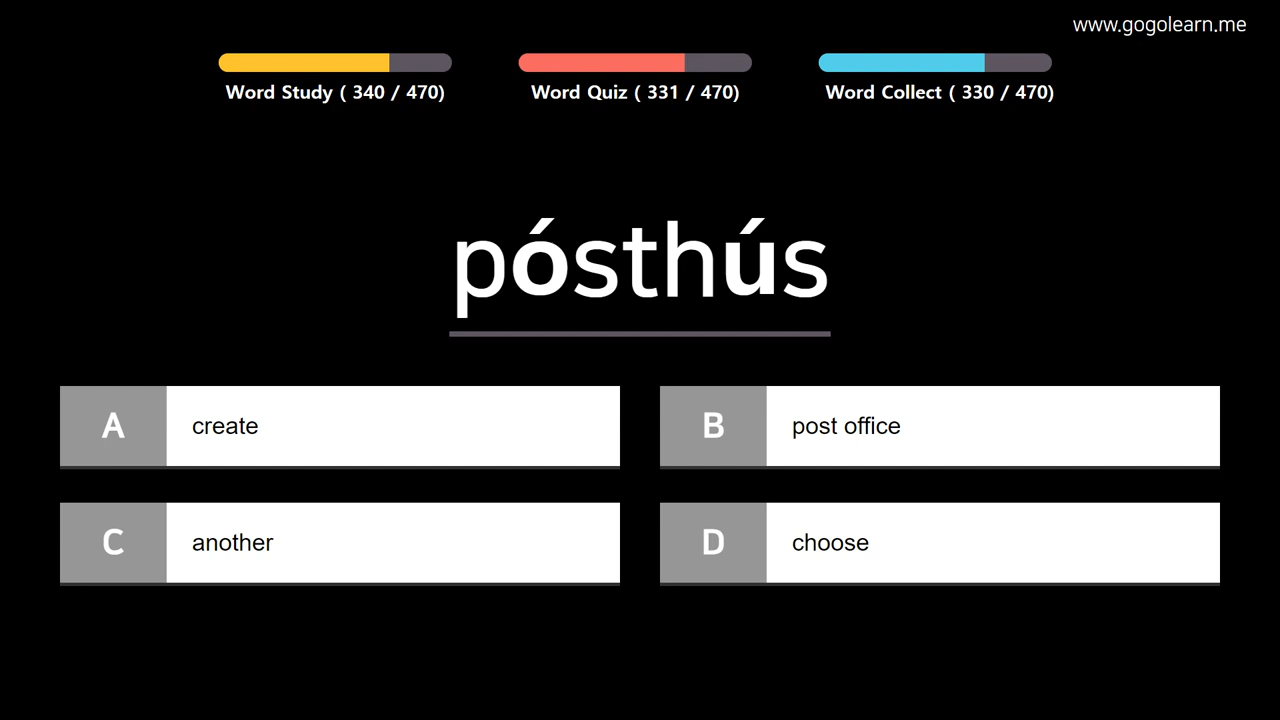 www.gogolearn.me
Word Study ( 340 / 470)
Word Quiz ( 331 / 470)
Word Collect ( 330 / 470)
pósthús
A create
B post office
C another
D choose